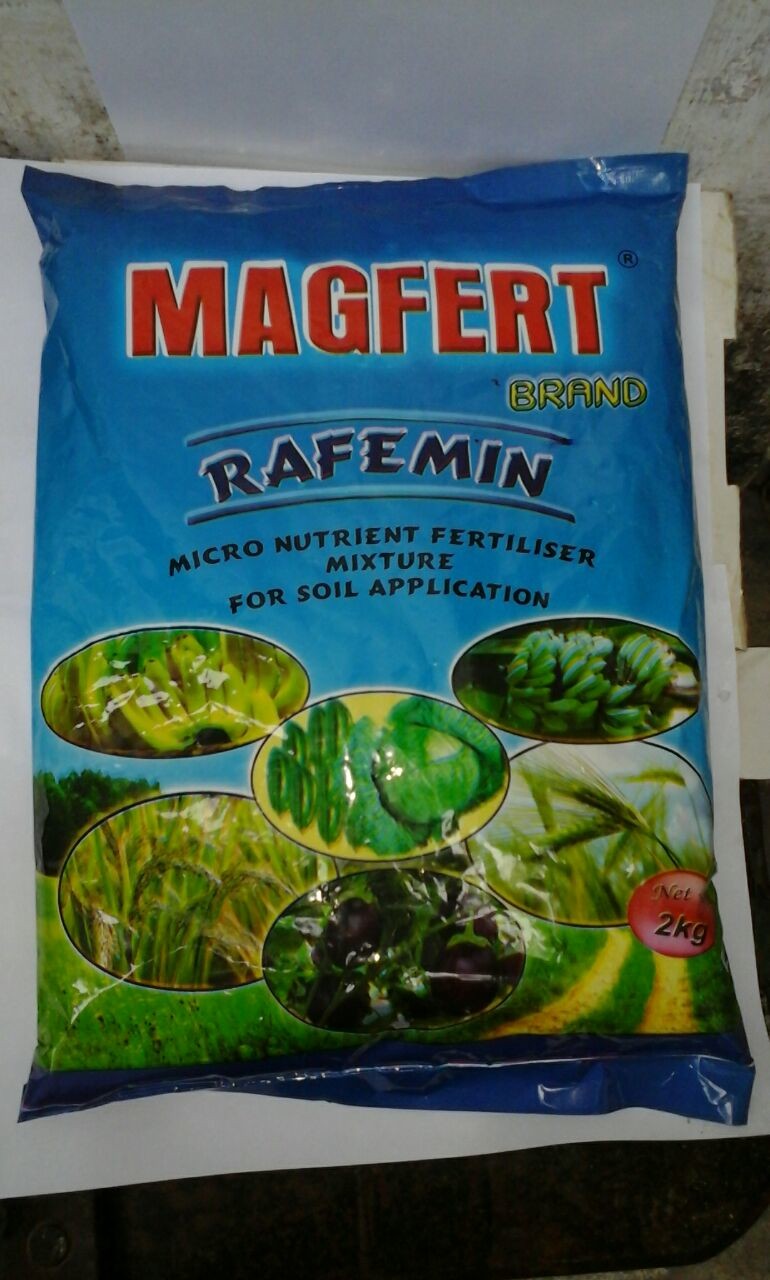 MAGFERT ®
BRAND
RAFEMIN
MICRO NUTRIENT FERTILISER
MIXTURE
FOR SOIL APPLICATION
Net
2kg